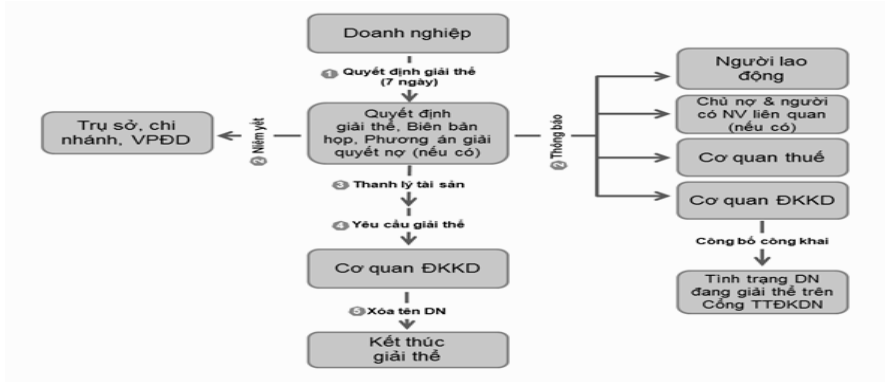 Doanh nghiệp
1 Quyết định giải thể
(7 ngày)
Quyết định
giải thể, Biên bản
họp, Phương án giải
quyết nợ (nếu có)
2 Niêm yết
Trụ sở, chi
nhánh, VPĐD
2 Thông báo
Người lao
động
Chủ nợ & người
có NV liên quan
(nếu có)
Cơ quan thuế
Cơ quan ĐKKD
Công bố công khai
Tình trạng DN
đang giải thể trên
Cổng TTĐKDN
3 Thanh lý tài sản
4 Yêu cầu giải thể
Cơ quan ĐKKD
5 Xóa tên DN
Kết thúc
giải thể